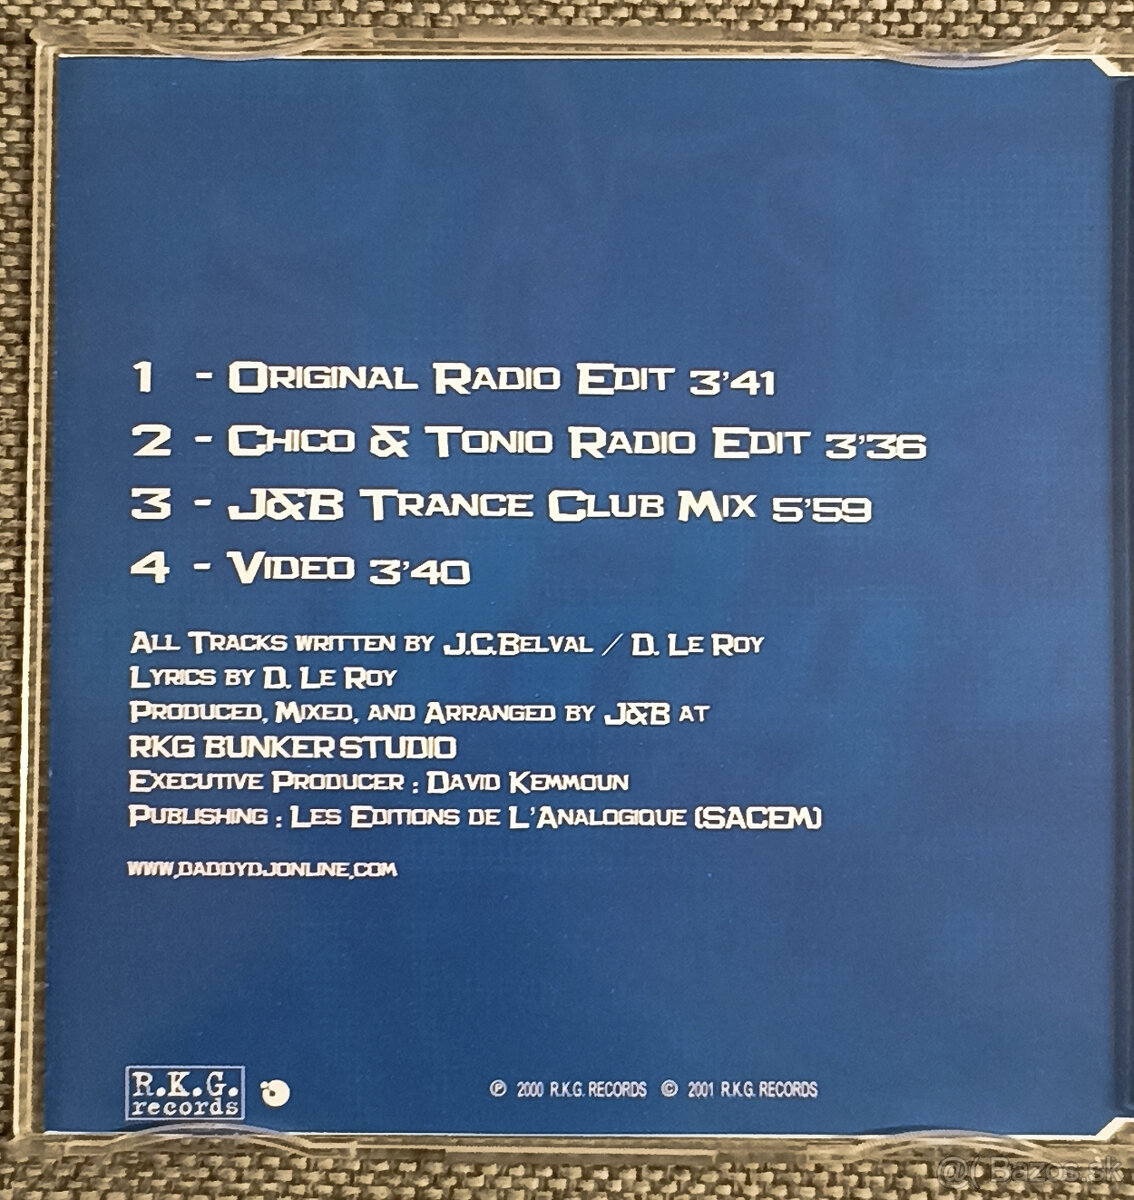 1 - Original Radio Edit 3'41
2 - Chico & Tonio Radio Edit 3'36
3 - J&B Trance Club Mix 5'59
4 - Video 3'40
All Tracks written by J.C.Belval / D. Le Roy
Lyrics by D. Le Roy
Produced, Mixed, and Arranged by J&B at
RKG BUNKER STUDIO
Executive Producer : David Kemmoun
Publishing : Les Editions de L'Analogique (SACEM)
www.daddydjonline.com
R.K.G.
records
℗ 2000 R.K.G. RECORDS © 2001 R.K.G. RECORDS
@( Bazos.sk